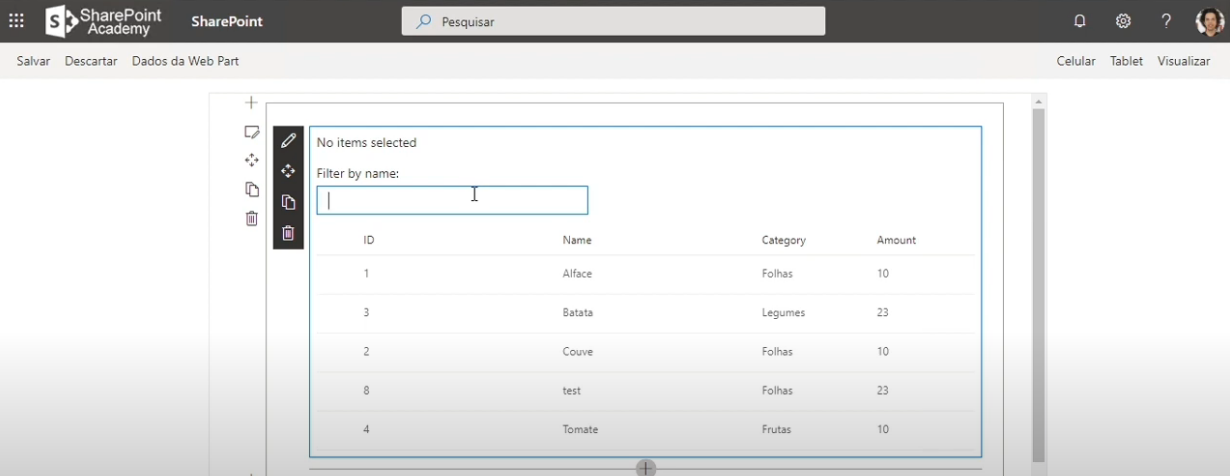 SharePoint Academy SharePoint Pesquisar
Salvar Descartar Dados da Web Part Celular Tablet Visualizar
No items selected
Filter by name:
ID Name Category Amount
1 Alface Folhas 10
3 Batata Legumes 23
2 Couve Folhas 10
8 test Folhas 23
4 Tomate Frutas 10